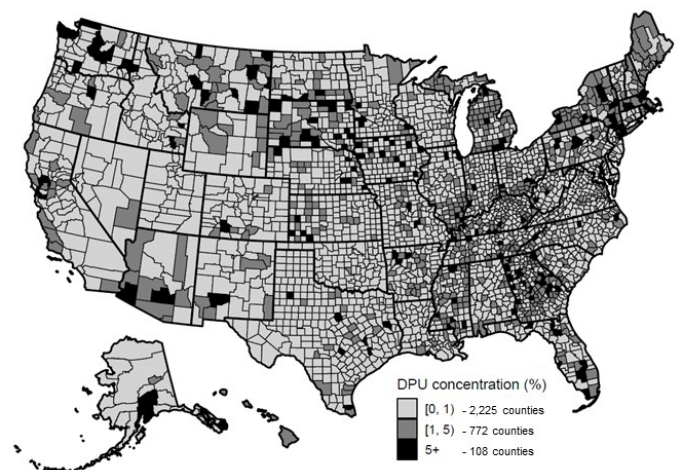 DPU concentration (%)
[0, 1) - 2,225 counties
[1, 5) - 772 counties
5+ - 108 counties